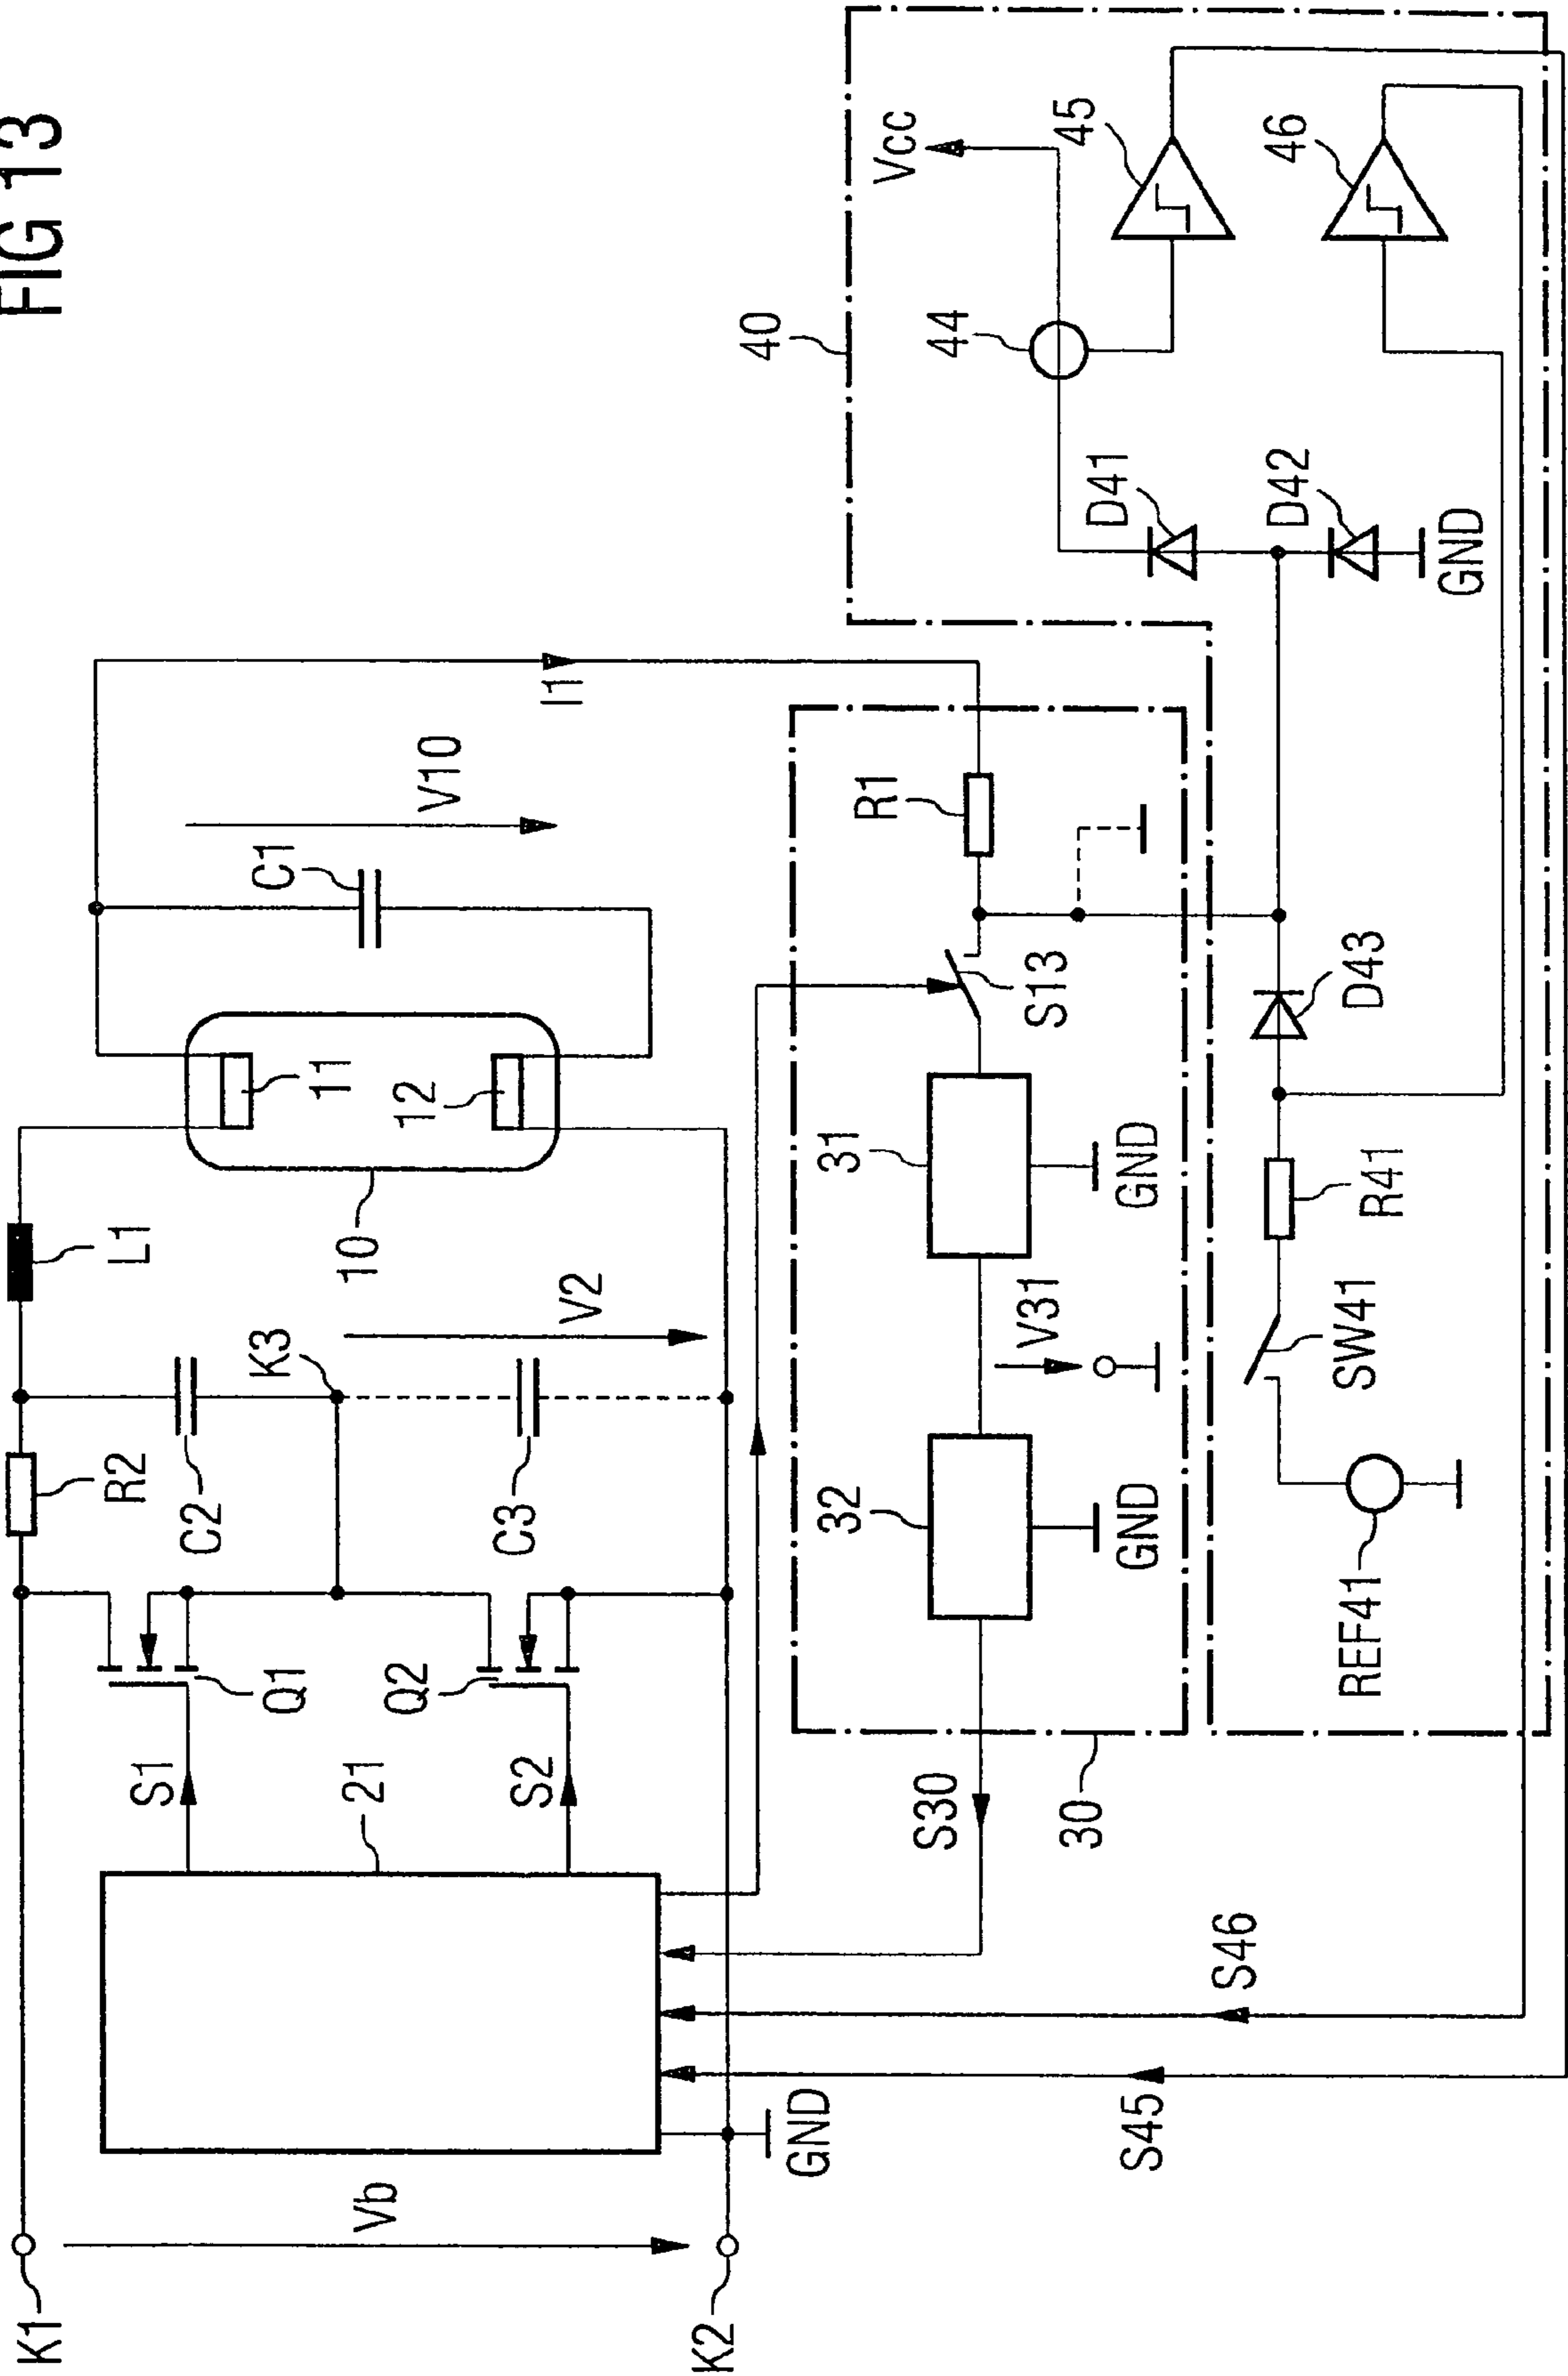 FIG 13
K1
K2
Vb
GND
21
S1
S2
Q1
Q2
R2
C2
C3
K3
V2
L1
10
11
12
C1
V10
I1
40
44
Vcc
45
46
D41
D42
GND
R1
S13
31
GND
V31
32
GND
S30
30
D43
R41
SW41
REF41
S46
S45